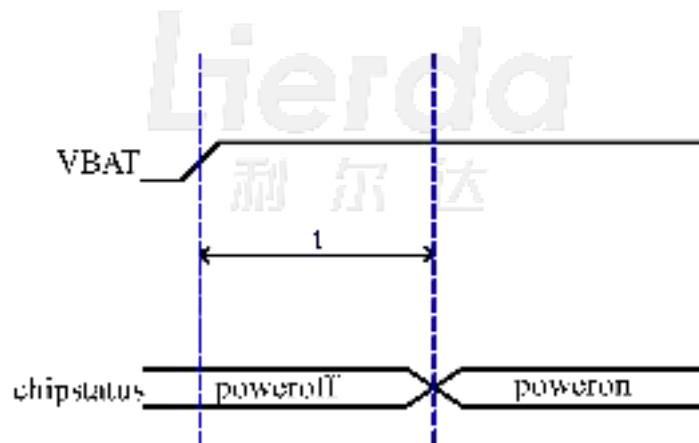 Lierda
利尔达
VBAT
t
chipstatus
poweroff
poweron